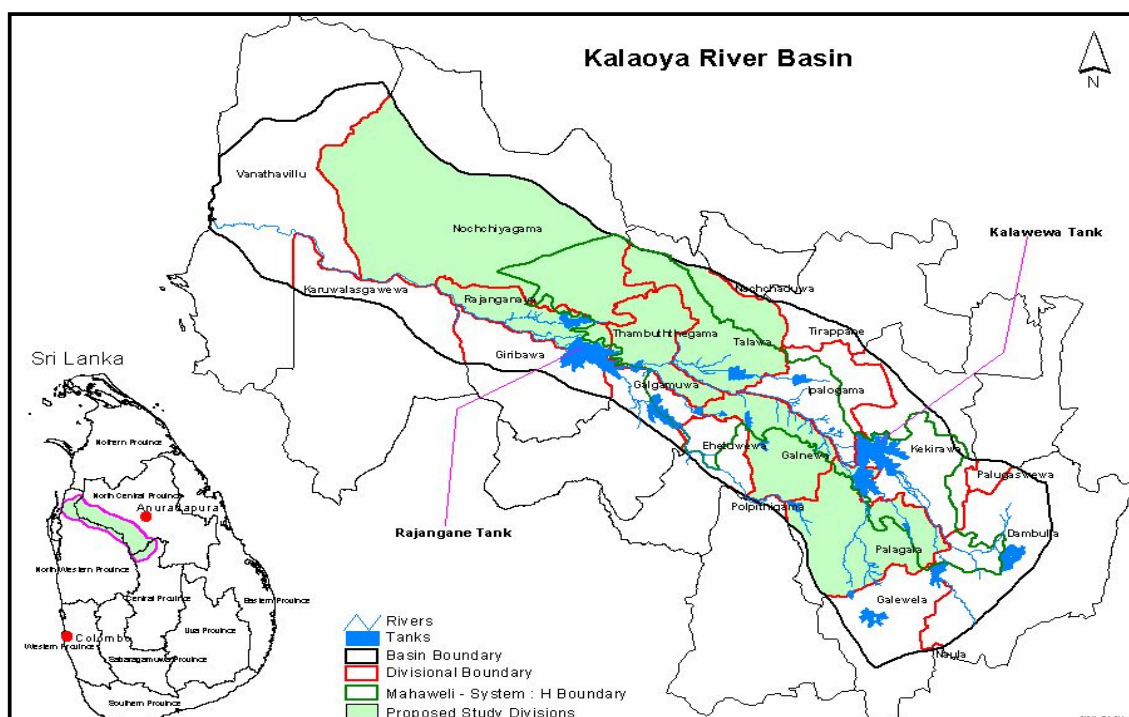 Kalaoya River Basin
N
Vanathavillu
Nochchiyagama
Kalawewa Tank
Karuwalasgawewa
Rajanganaya
Nachchaduwa
Tirappane
Thambuththegama
Talawa
Giribawa
Galgamuwa
Ipalogama
Ehetuwewa
Galnewa
Kekirawa
Palugaswewa
Polpithigama
Rajangane Tank
Palagala
Dambulla
Galewela
Naula
Sri Lanka
Nothern Province
North Central Province
Anuradapura
North Western Province
Central Province
Eastern Province
Uva Province
Colombo
Western Province
Sabaragamuwa Province
Southern Province
Rivers
Tanks
Basin Boundary
Divisional Boundary
Mahaweli - System : H Boundary
Proposed Study Divisions